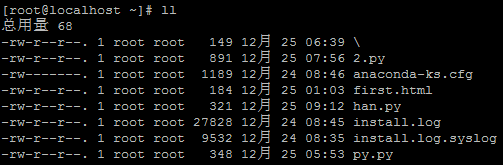 [root@localhost ~]# ll
总用量 68
-rw-r--r--. 1 root root   149 12月 25 06:39 \
-rw-r--r--. 1 root root   891 12月 25 07:56 2.py
-rw-------. 1 root root  1189 12月 24 08:46 anaconda-ks.cfg
-rw-r--r--. 1 root root   184 12月 25 01:03 first.html
-rw-r--r--. 1 root root   321 12月 25 09:12 han.py
-rw-r--r--. 1 root root 27828 12月 24 08:45 install.log
-rw-r--r--. 1 root root  9532 12月 24 08:35 install.log.syslog
-rw-r--r--. 1 root root   348 12月 25 05:53 py.py